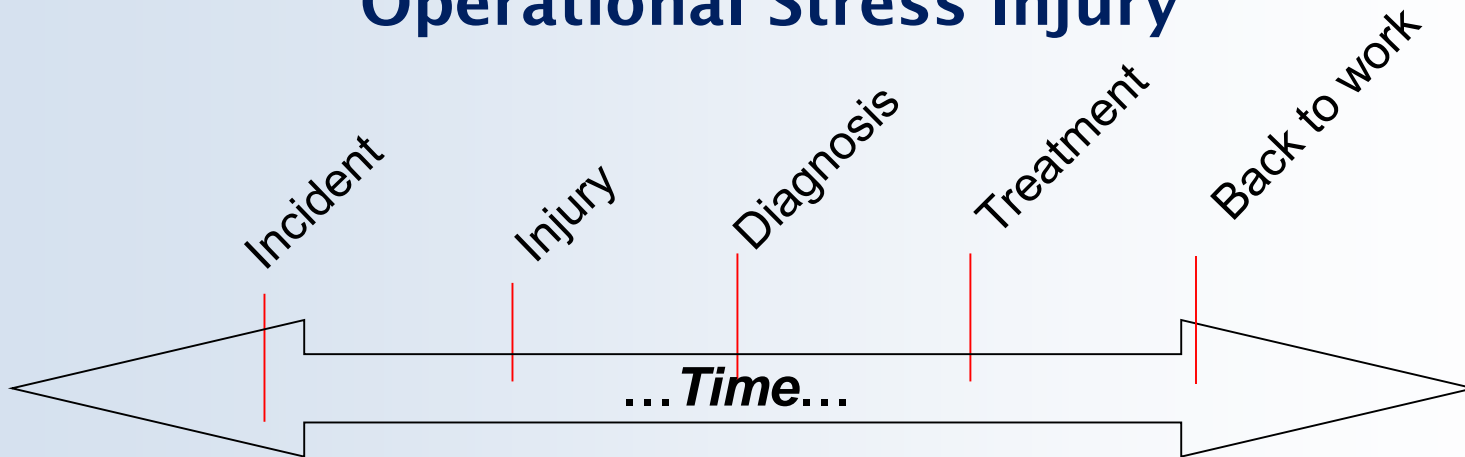 Operational Stress Injury
Incident
Injury
Diagnosis
Treatment
Back to work
...Time...